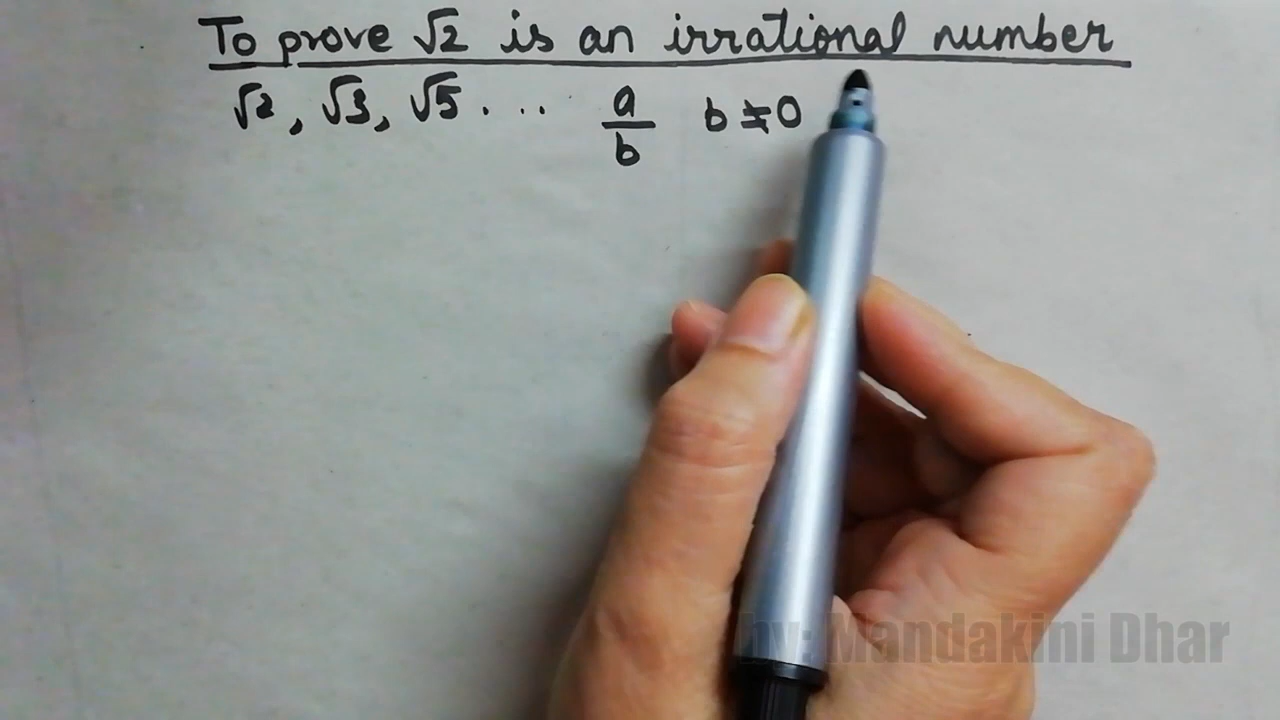 To prove √2 is an irrational number
√2, √3, √5 . ... a/b b ≠ 0
by: Mandakini Dhar